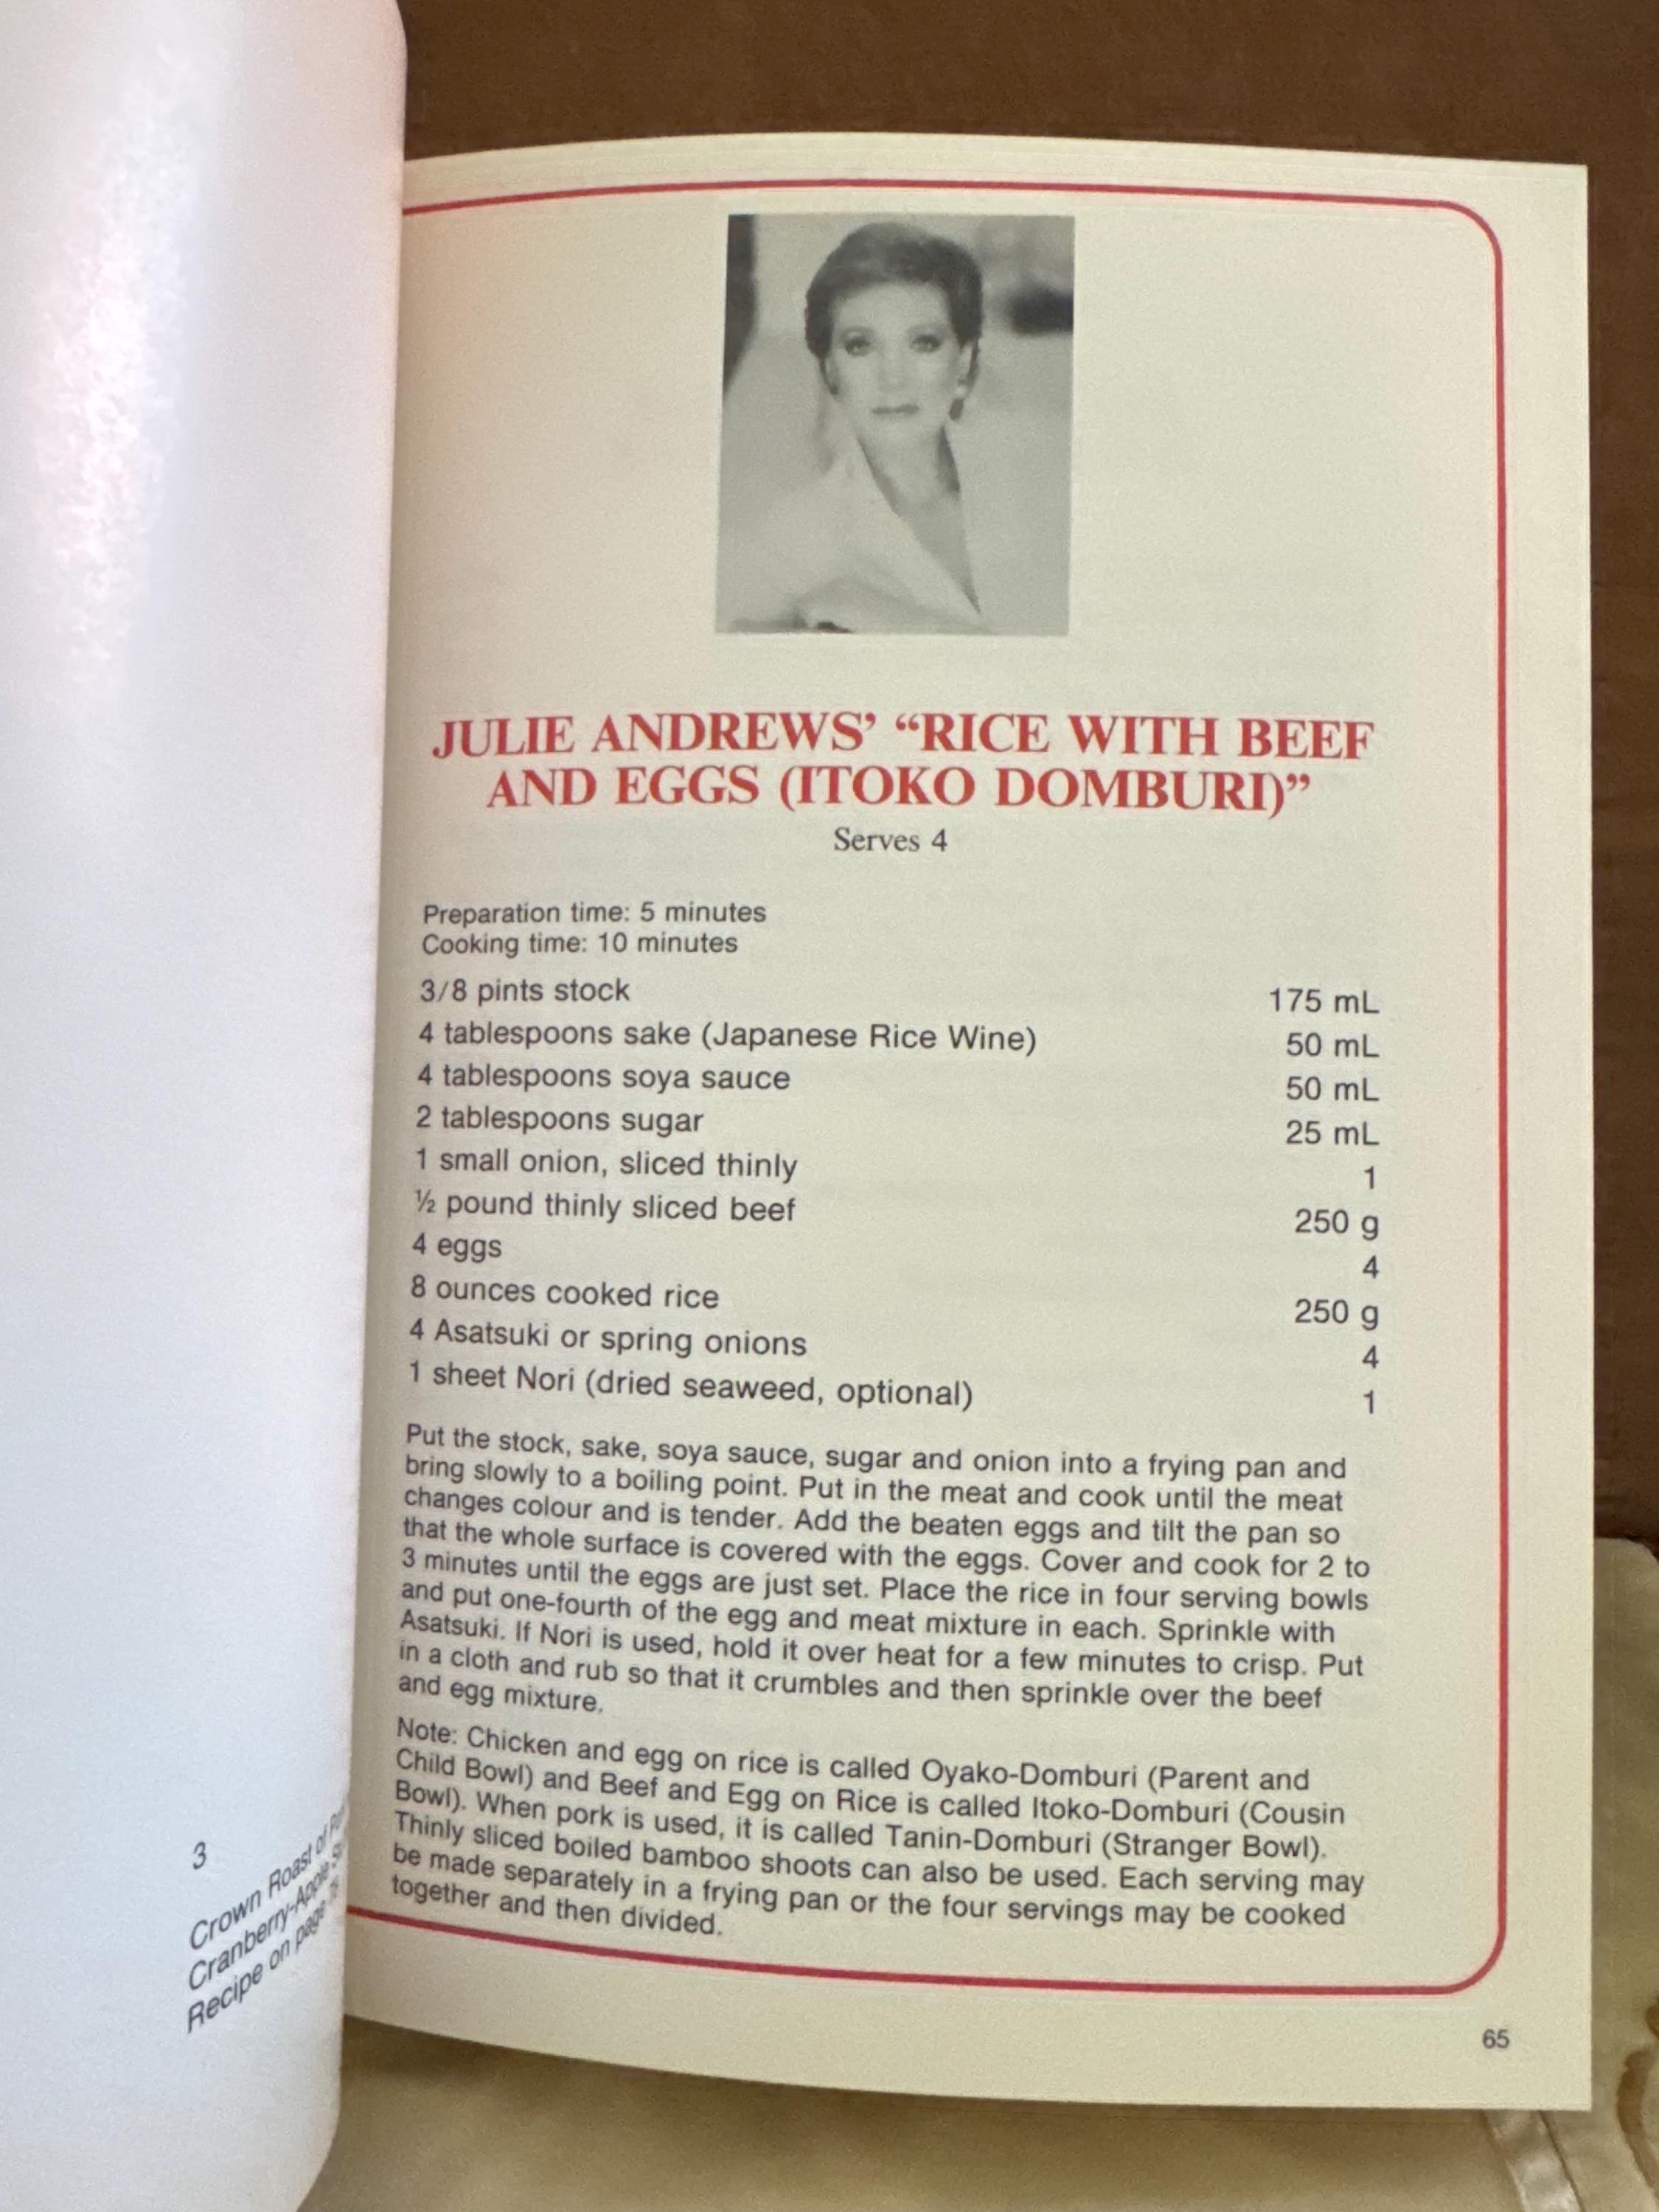 JULIE ANDREWS’ “RICE WITH BEEF
AND EGGS (ITOKO DOMBURI)”
Serves 4
Preparation time: 5 minutes
Cooking time: 10 minutes
3/8 pints stock 175 mL
4 tablespoons sake (Japanese Rice Wine) 50 mL
4 tablespoons soya sauce 50 mL
2 tablespoons sugar 25 mL
1 small onion, sliced thinly 1
½ pound thinly sliced beef 250 g
4 eggs 4
8 ounces cooked rice 250 g
4 Asatsuki or spring onions 4
1 sheet Nori (dried seaweed, optional) 1
Put the stock, sake, soya sauce, sugar and onion into a frying pan and
bring slowly to a boiling point. Put in the meat and cook until the meat
changes colour and is tender. Add the beaten eggs and tilt the pan so
that the whole surface is covered with the eggs. Cover and cook for 2 to
3 minutes until the eggs are just set. Place the rice in four serving bowls
and put one-fourth of the egg and meat mixture in each. Sprinkle with
Asatsuki. If Nori is used, hold it over heat for a few minutes to crisp. Put
in a cloth and rub so that it crumbles and then sprinkle over the beef
and egg mixture.
Note: Chicken and egg on rice is called Oyako-Domburi (Parent and
Child Bowl) and Beef and Egg on Rice is called Itoko-Domburi (Cousin
Bowl). When pork is used, it is called Tanin-Domburi (Stranger Bowl).
Thinly sliced boiled bamboo shoots can also be used. Each serving may
be made separately in a frying pan or the four servings may be cooked
together and then divided.
65
3
Crown Roast of
Cranberry-Apple
Recipe on page